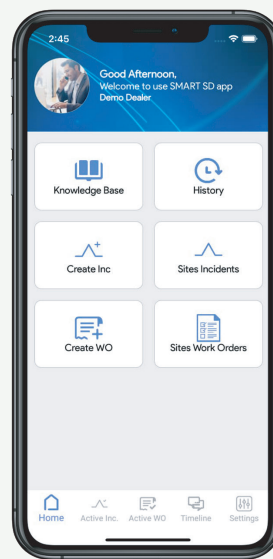 2:45
Good Afternoon,
Welcome to use SMART SD app
Demo Dealer
Knowledge Base
History
Create Inc
Sites Incidents
Create WO
Sites Work Orders
Home
Active Inc.
Active WO
Timeline
Settings